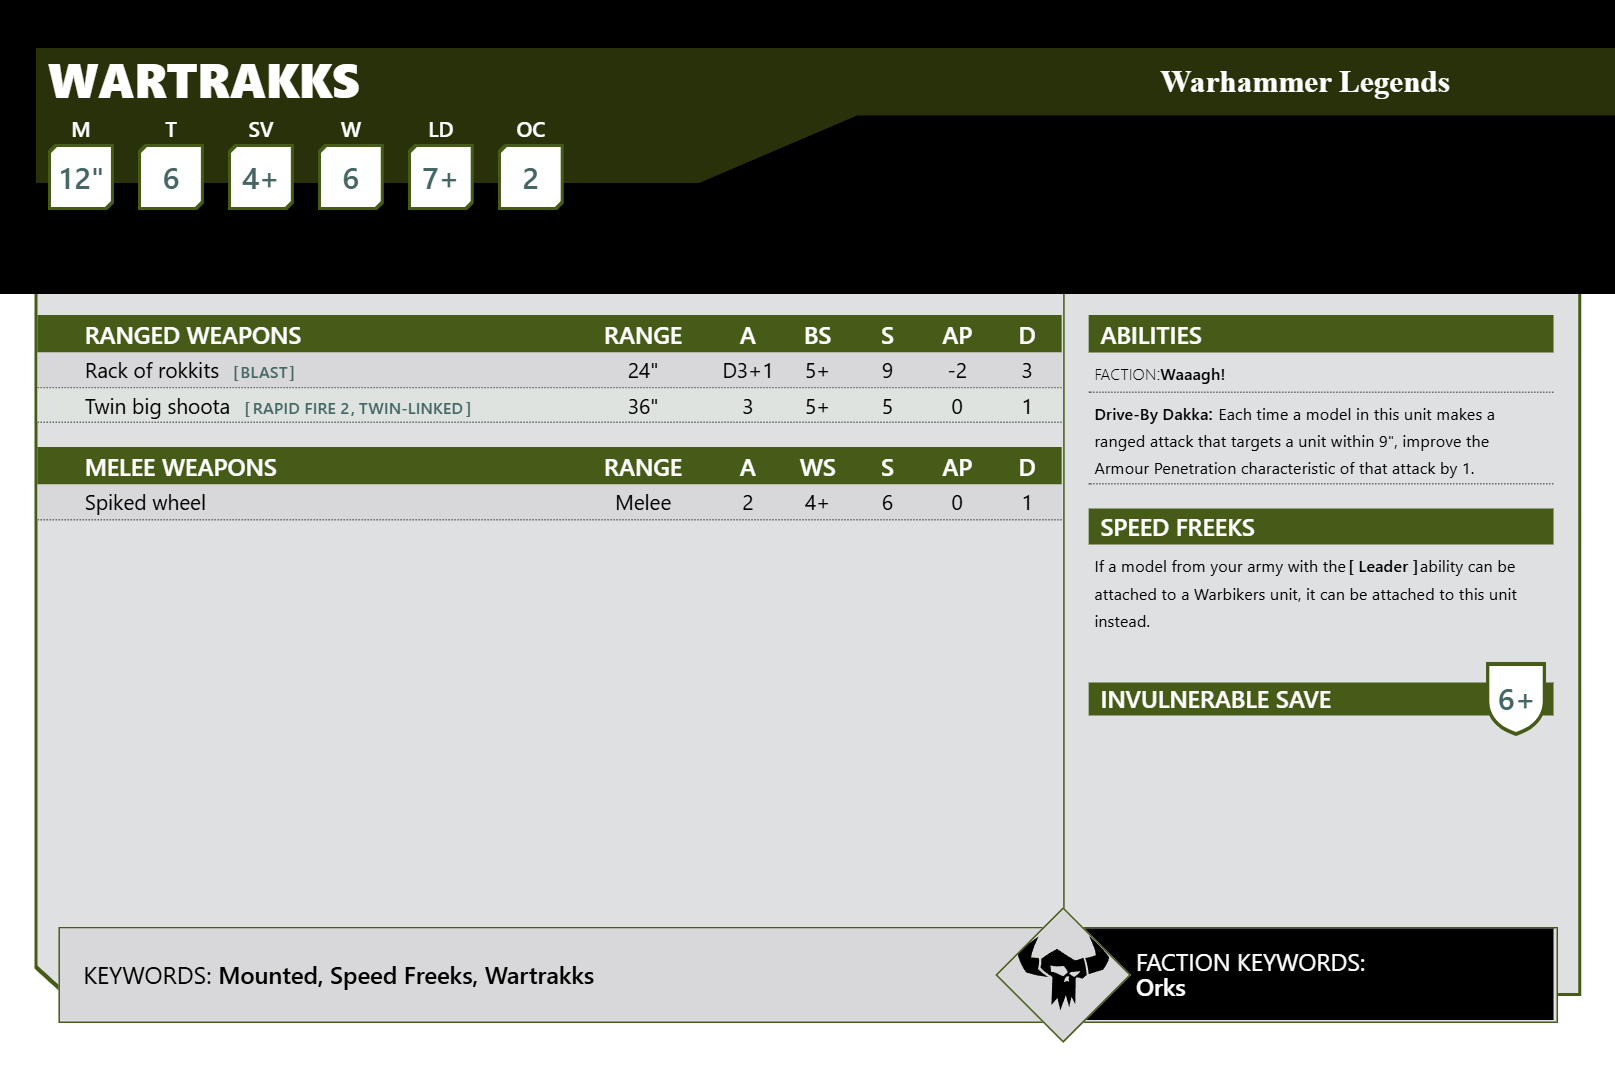 WARTRAKKS
Warhammer Legends
M T SV W LD OC
12" 6 4+ 6 7+ 2
RANGED WEAPONS RANGE A BS S AP D
Rack of rokkits [BLAST] 24" D3+1 5+ 9 -2 3
Twin big shoota [RAPID FIRE 2, TWIN-LINKED] 36" 3 5+ 5 0 1
MELEE WEAPONS RANGE A WS S AP D
Spiked wheel Melee 2 4+ 6 0 1
ABILITIES
FACTION:Waaagh!
Drive-By Dakka: Each time a model in this unit makes a
ranged attack that targets a unit within 9", improve the
Armour Penetration characteristic of that attack by 1.
SPEED FREEKS
If a model from your army with the [ Leader ] ability can be
attached to a Warbikers unit, it can be attached to this unit
instead.
INVULNERABLE SAVE 6+
KEYWORDS: Mounted, Speed Freeks, Wartrakks
FACTION KEYWORDS:
Orks